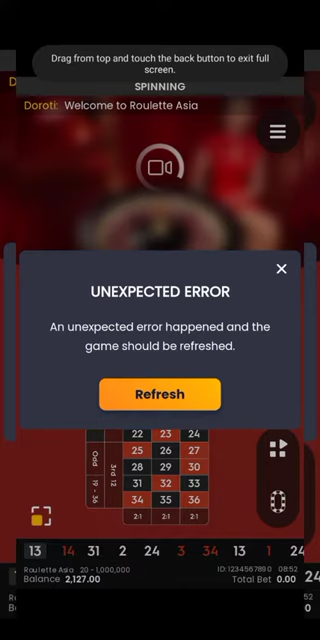 Drag from top and touch the back button to exit full
screen.
D
SPINNING
Doroti: Welcome to Roulette Asia
UNEXPECTED ERROR
An unexpected error happened and the
game should be refreshed.
Refresh
22 23 24
25 26 27
28 29 30
31 32 33
34 35 36
2:1 2:1 2:1
Odd
19 - 36
3rd 12
13 14 31 2 24 3 34 13 1 24
Roulette Asia 20 - 1,000,000
ID: 1234567890 08:52
Balance 2,127.00
Total Bet 0.00